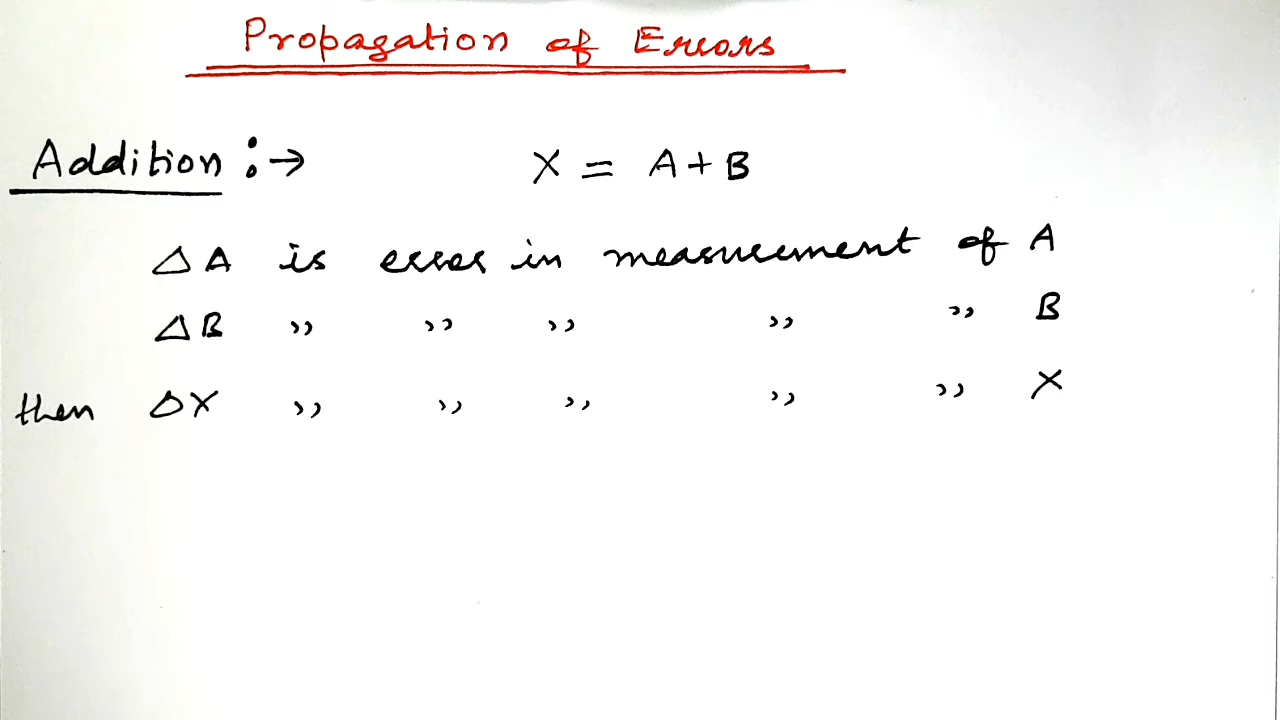 Propagation of Errors
Addition :→ X = A + B
ΔA is error in measurement of A
ΔB ,, ,, ,, ,, ,, B
then ΔX ,, ,, ,, ,, ,, X